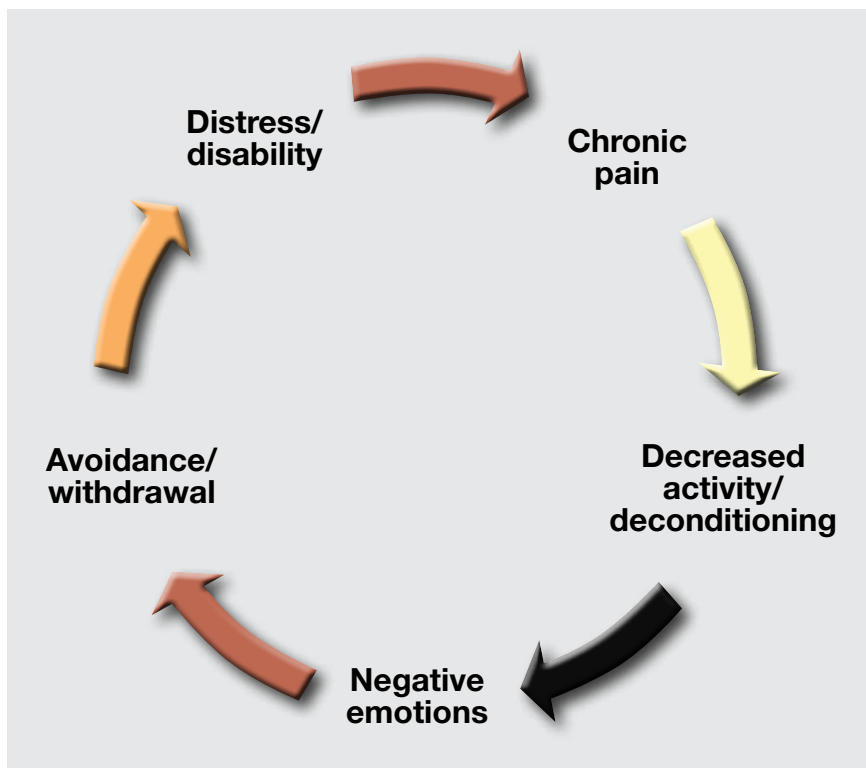 Distress/
disability
Chronic
pain
Decreased
activity/
deconditioning
Negative
emotions
Avoidance/
withdrawal